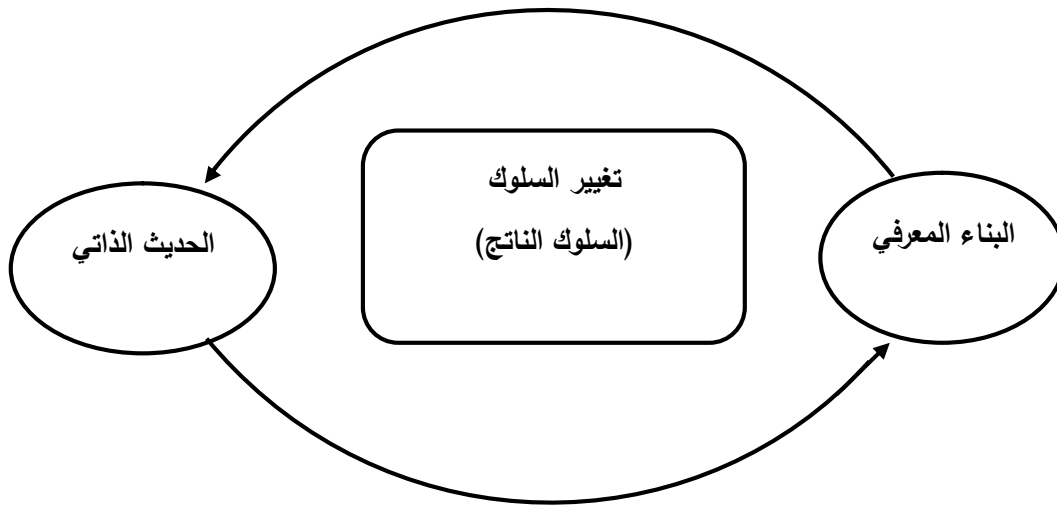 تغيير السلوك
(السلوك الناتج)
البناء المعرفي
الحديث الذاتي